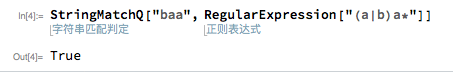 In[4]:= StringMatchQ["baa", RegularExpression["(a|b)a*"]]
字符串匹配判定 正则表达式
Out[4]= True